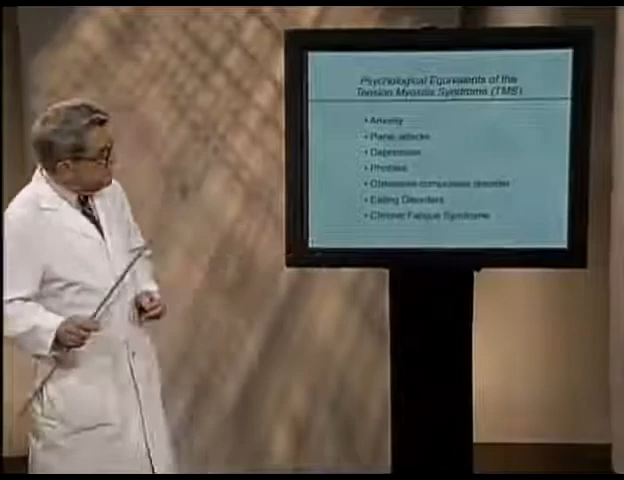 Psychological Equivalents of the
Tension Myositis Syndrome (TMS)
• Anxiety
• Panic attacks
• Depression
• Phobias
• Obsessive-compulsive disorder
• Eating Disorders
• Chronic Fatigue Syndrome